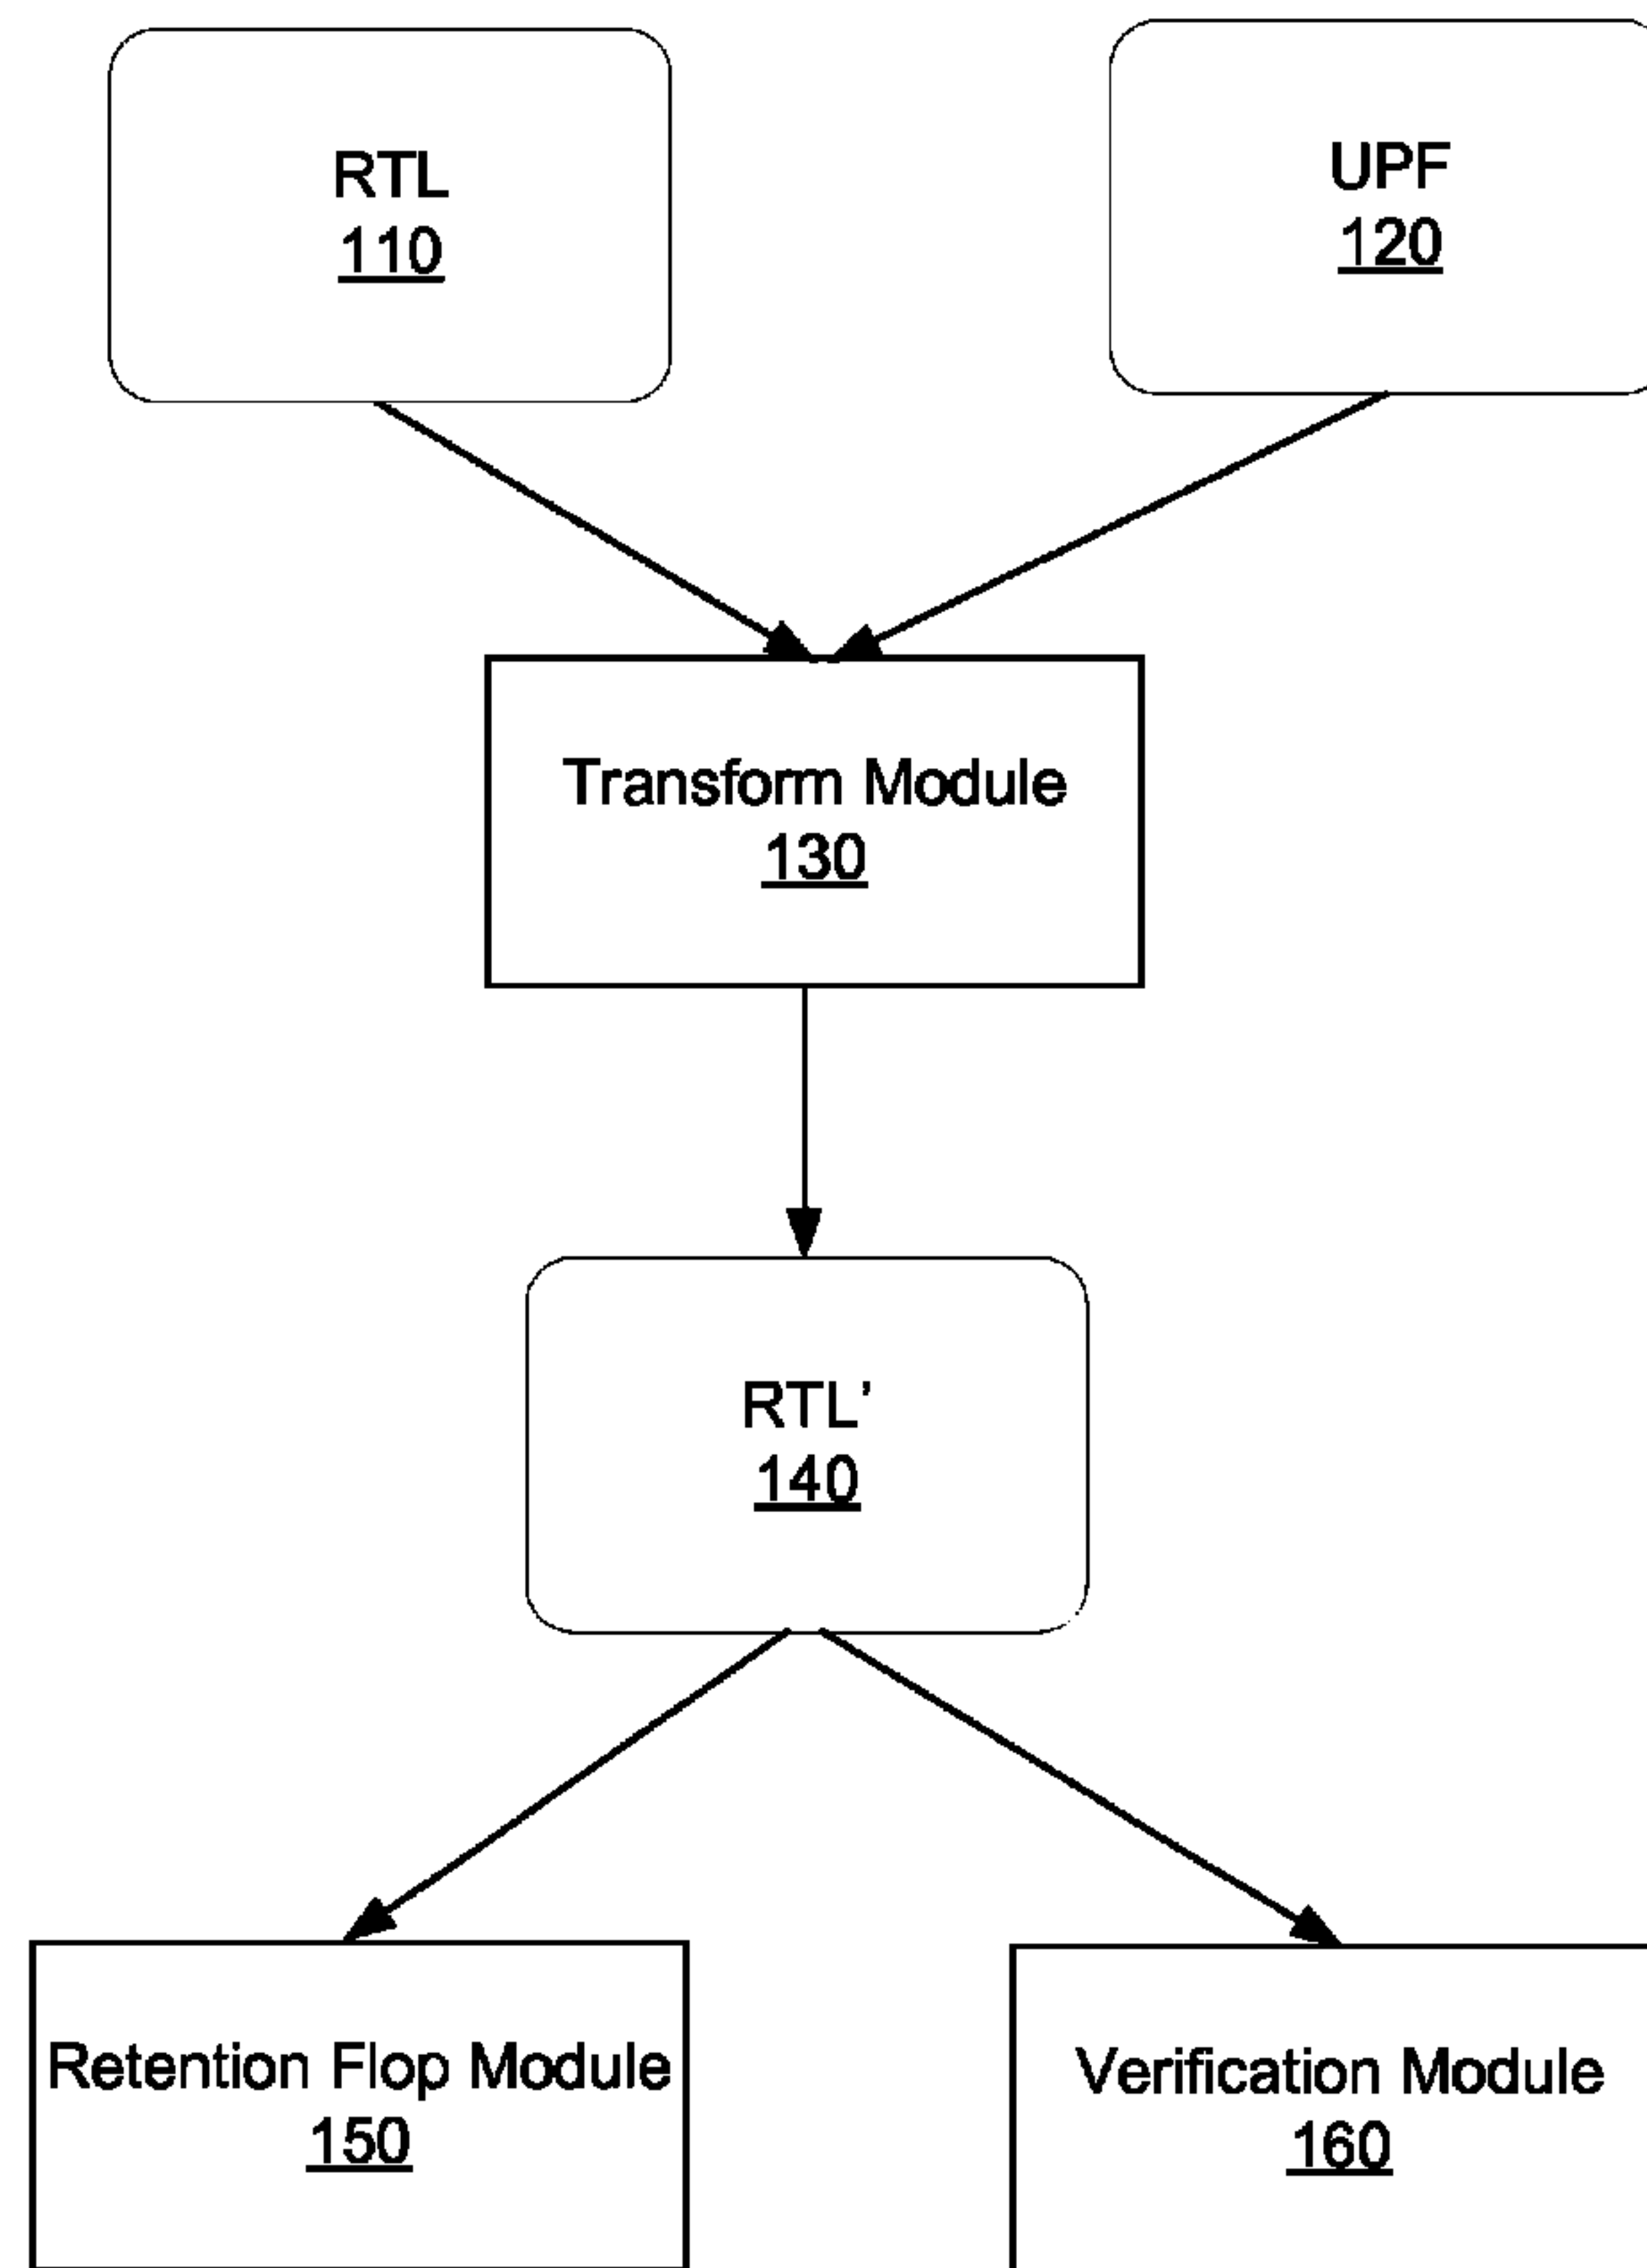 RTL
110
UPF
120
Transform Module
130
RTL’
140
Retention Flop Module
150
Verification Module
160